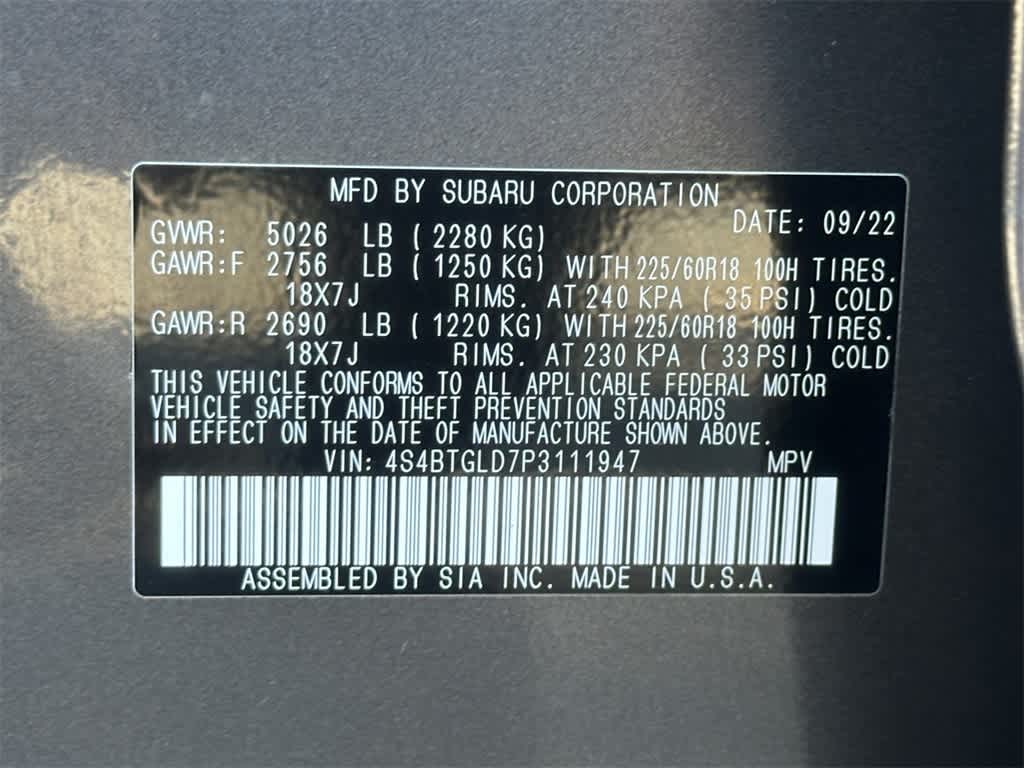 MFD BY SUBARU CORPORATION
DATE: 09/22
GVWR: 5026 LB ( 2280 KG)
GAWR:F 2756 LB ( 1250 KG) WITH 225/60R18 100H TIRES.
18X7J RIMS. AT 240 KPA ( 35 PSI) COLD
GAWR:R 2690 LB ( 1220 KG) WITH 225/60R18 100H TIRES.
18X7J RIMS. AT 230 KPA ( 33 PSI) COLD
THIS VEHICLE CONFORMS TO ALL APPLICABLE FEDERAL MOTOR
VEHICLE SAFETY AND THEFT PREVENTION STANDARDS
IN EFFECT ON THE DATE OF MANUFACTURE SHOWN ABOVE.
VIN: 4S4BTGLD7P3111947 MPV
ASSEMBLED BY SIA INC. MADE IN U.S.A.